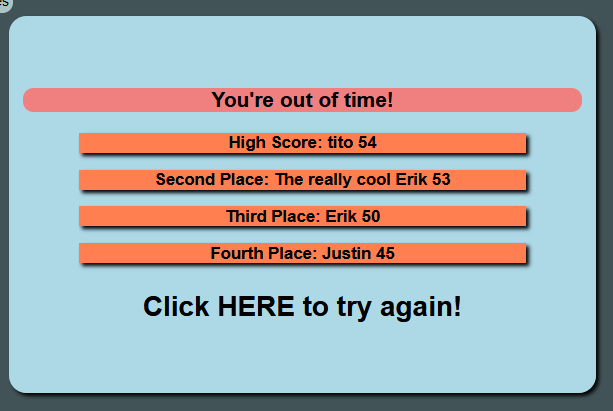 es
You're out of time!
High Score: tito 54
Second Place: The really cool Erik 53
Third Place: Erik 50
Fourth Place: Justin 45
Click HERE to try again!